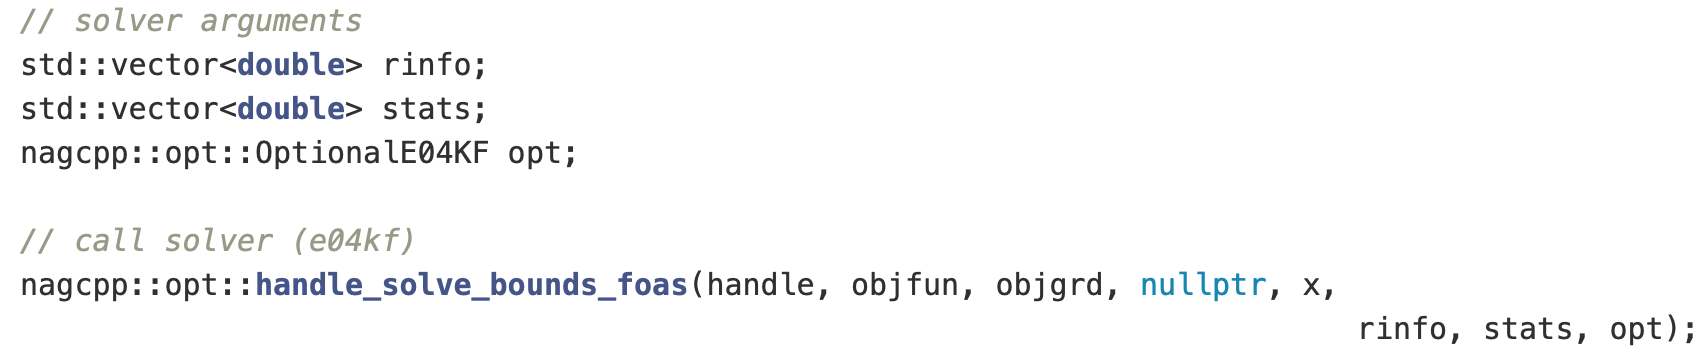 // solver arguments
std::vector<double> rinfo;
std::vector<double> stats;
nagcpp::opt::OptionalE04KF opt;
// call solver (e04kf)
nagcpp::opt::handle_solve_bounds_foas(handle, objfun, objgrd, nullptr, x,
rinfo, stats, opt);